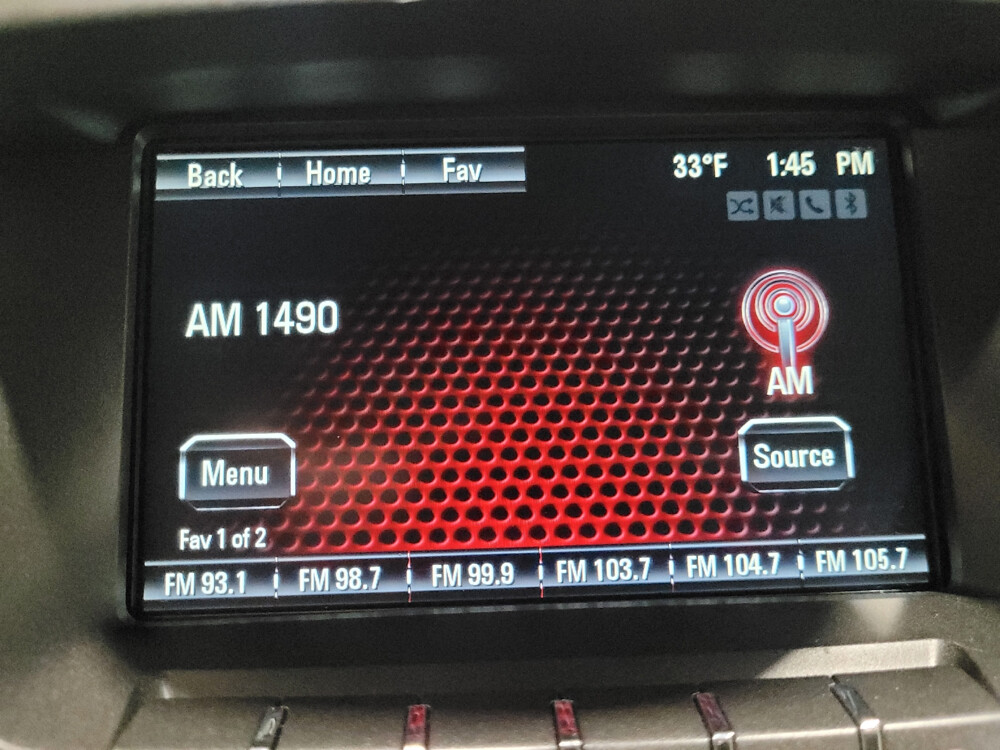 Back Home Fav 33°F 1:45 PM
AM 1490
AM
Menu Source
Fav 1 of 2
FM 93.1 FM 98.7 FM 99.9 FM 103.7 FM 104.7 FM 105.7